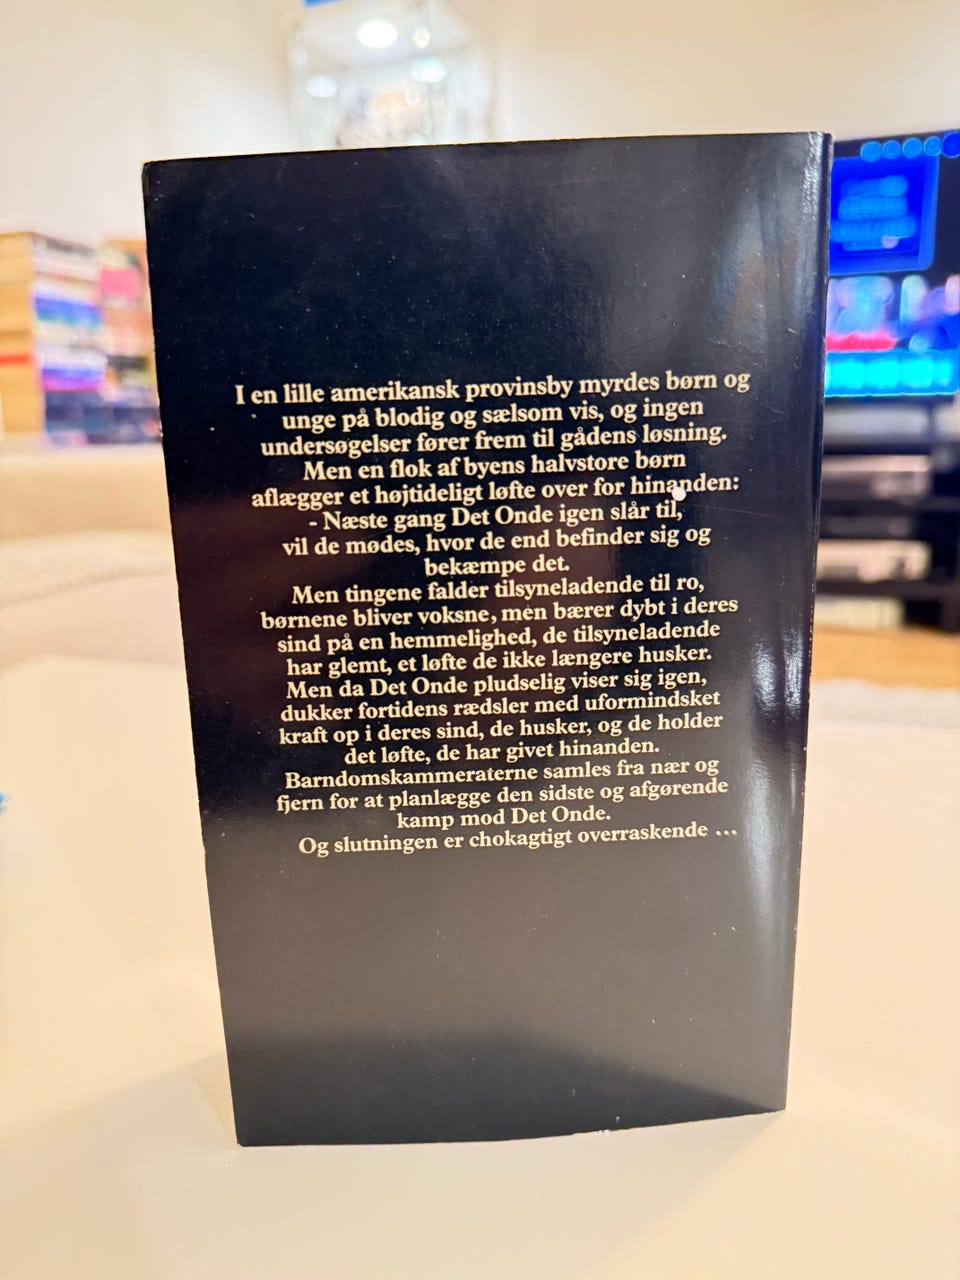 I en lille amerikansk provinsby myrdes børn og
unge på blodig og sælsom vis, og ingen
undersøgelser fører frem til gådens løsning.
Men en flok af byens halvstore børn
aflægger et højtideligt løfte over for hinanden:
- Næste gang Det Onde igen slår til,
vil de mødes, hvor de end befinder sig og
bekæmpe det.
Men tingene falder tilsyneladende til ro,
børnene bliver voksne, men bærer dybt i deres
sind på en hemmelighed, de tilsyneladende
har glemt, et løfte de ikke længere husker.
Men da Det Onde pludselig viser sig igen,
dukker fortidens rædsler med uformindsket
kraft op i deres sind, de husker, og de holder
det løfte, de har givet hinanden.
Barndomskammeraterne samles fra nær og
fjern for at planlægge den sidste og afgørende
kamp mod Det Onde.
Og slutningen er chokagtigt overraskende ...